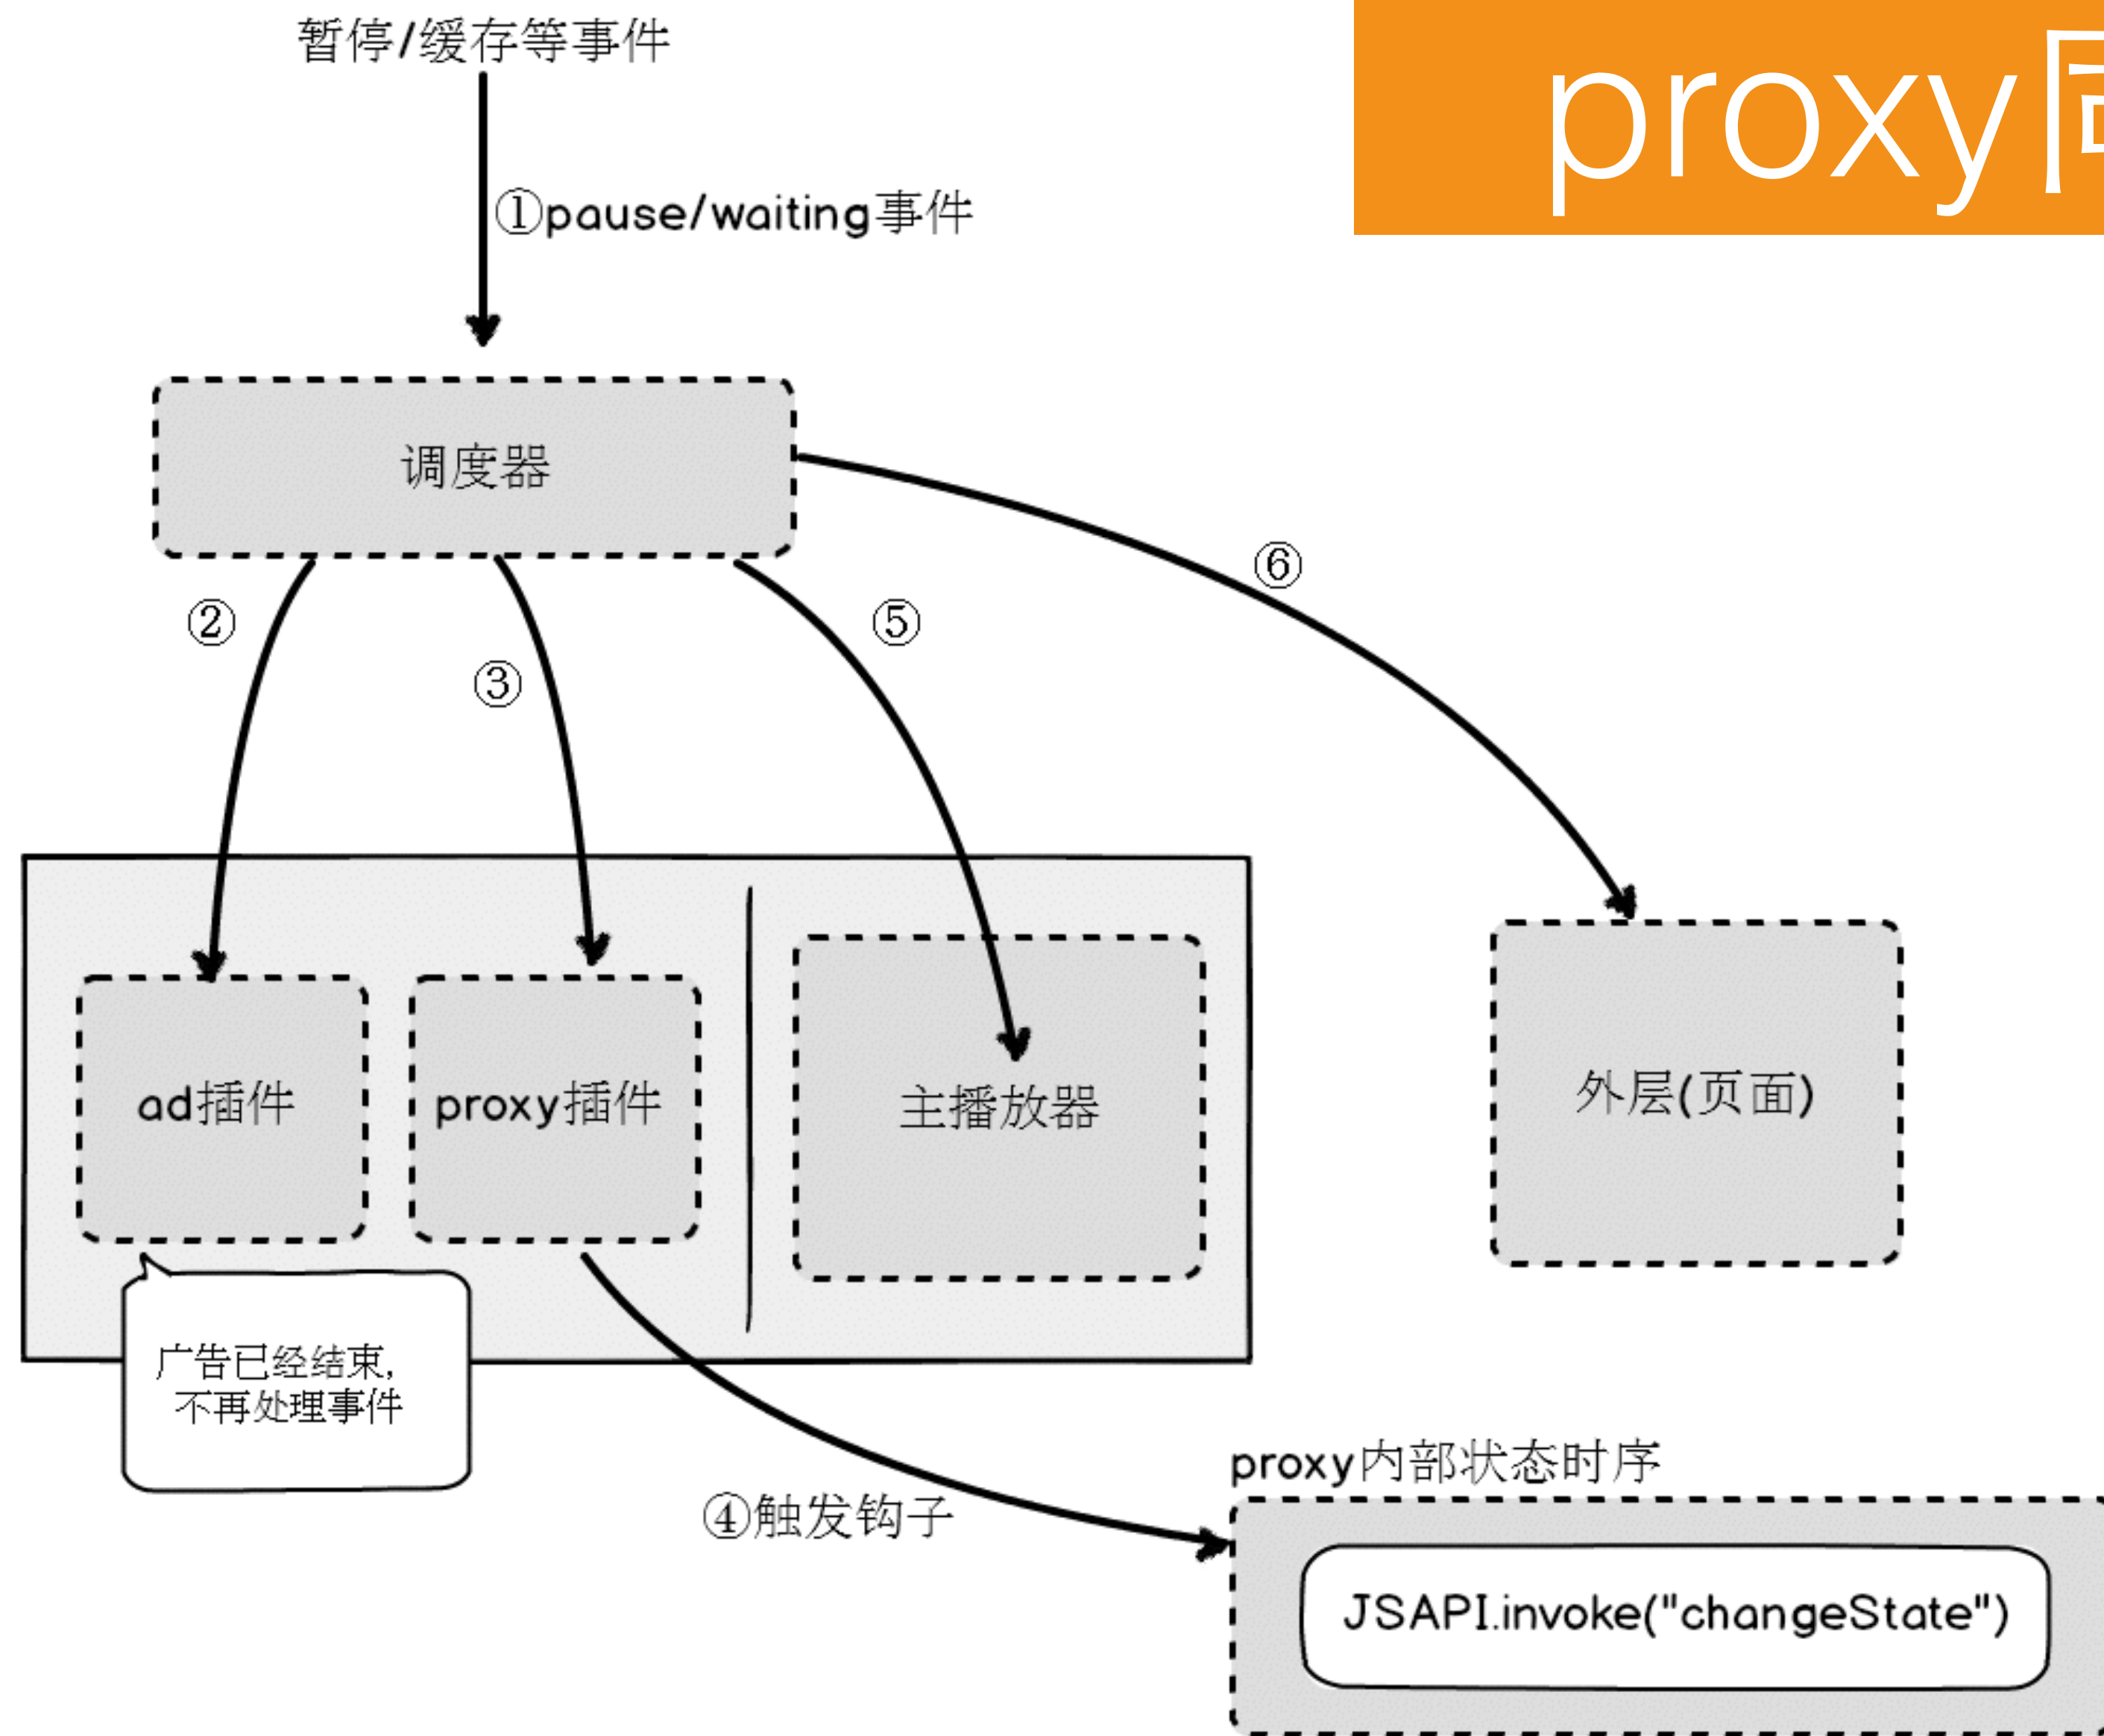 暂停/缓存等事件
proxy
①pause/waiting事件
调度器
②
③
⑤
⑥
ad插件
proxy插件
主播放器
外层(页面)
广告已经结束,
不再处理事件
④触发钩子
proxy内部状态时序
JSAPI.invoke("changeState")